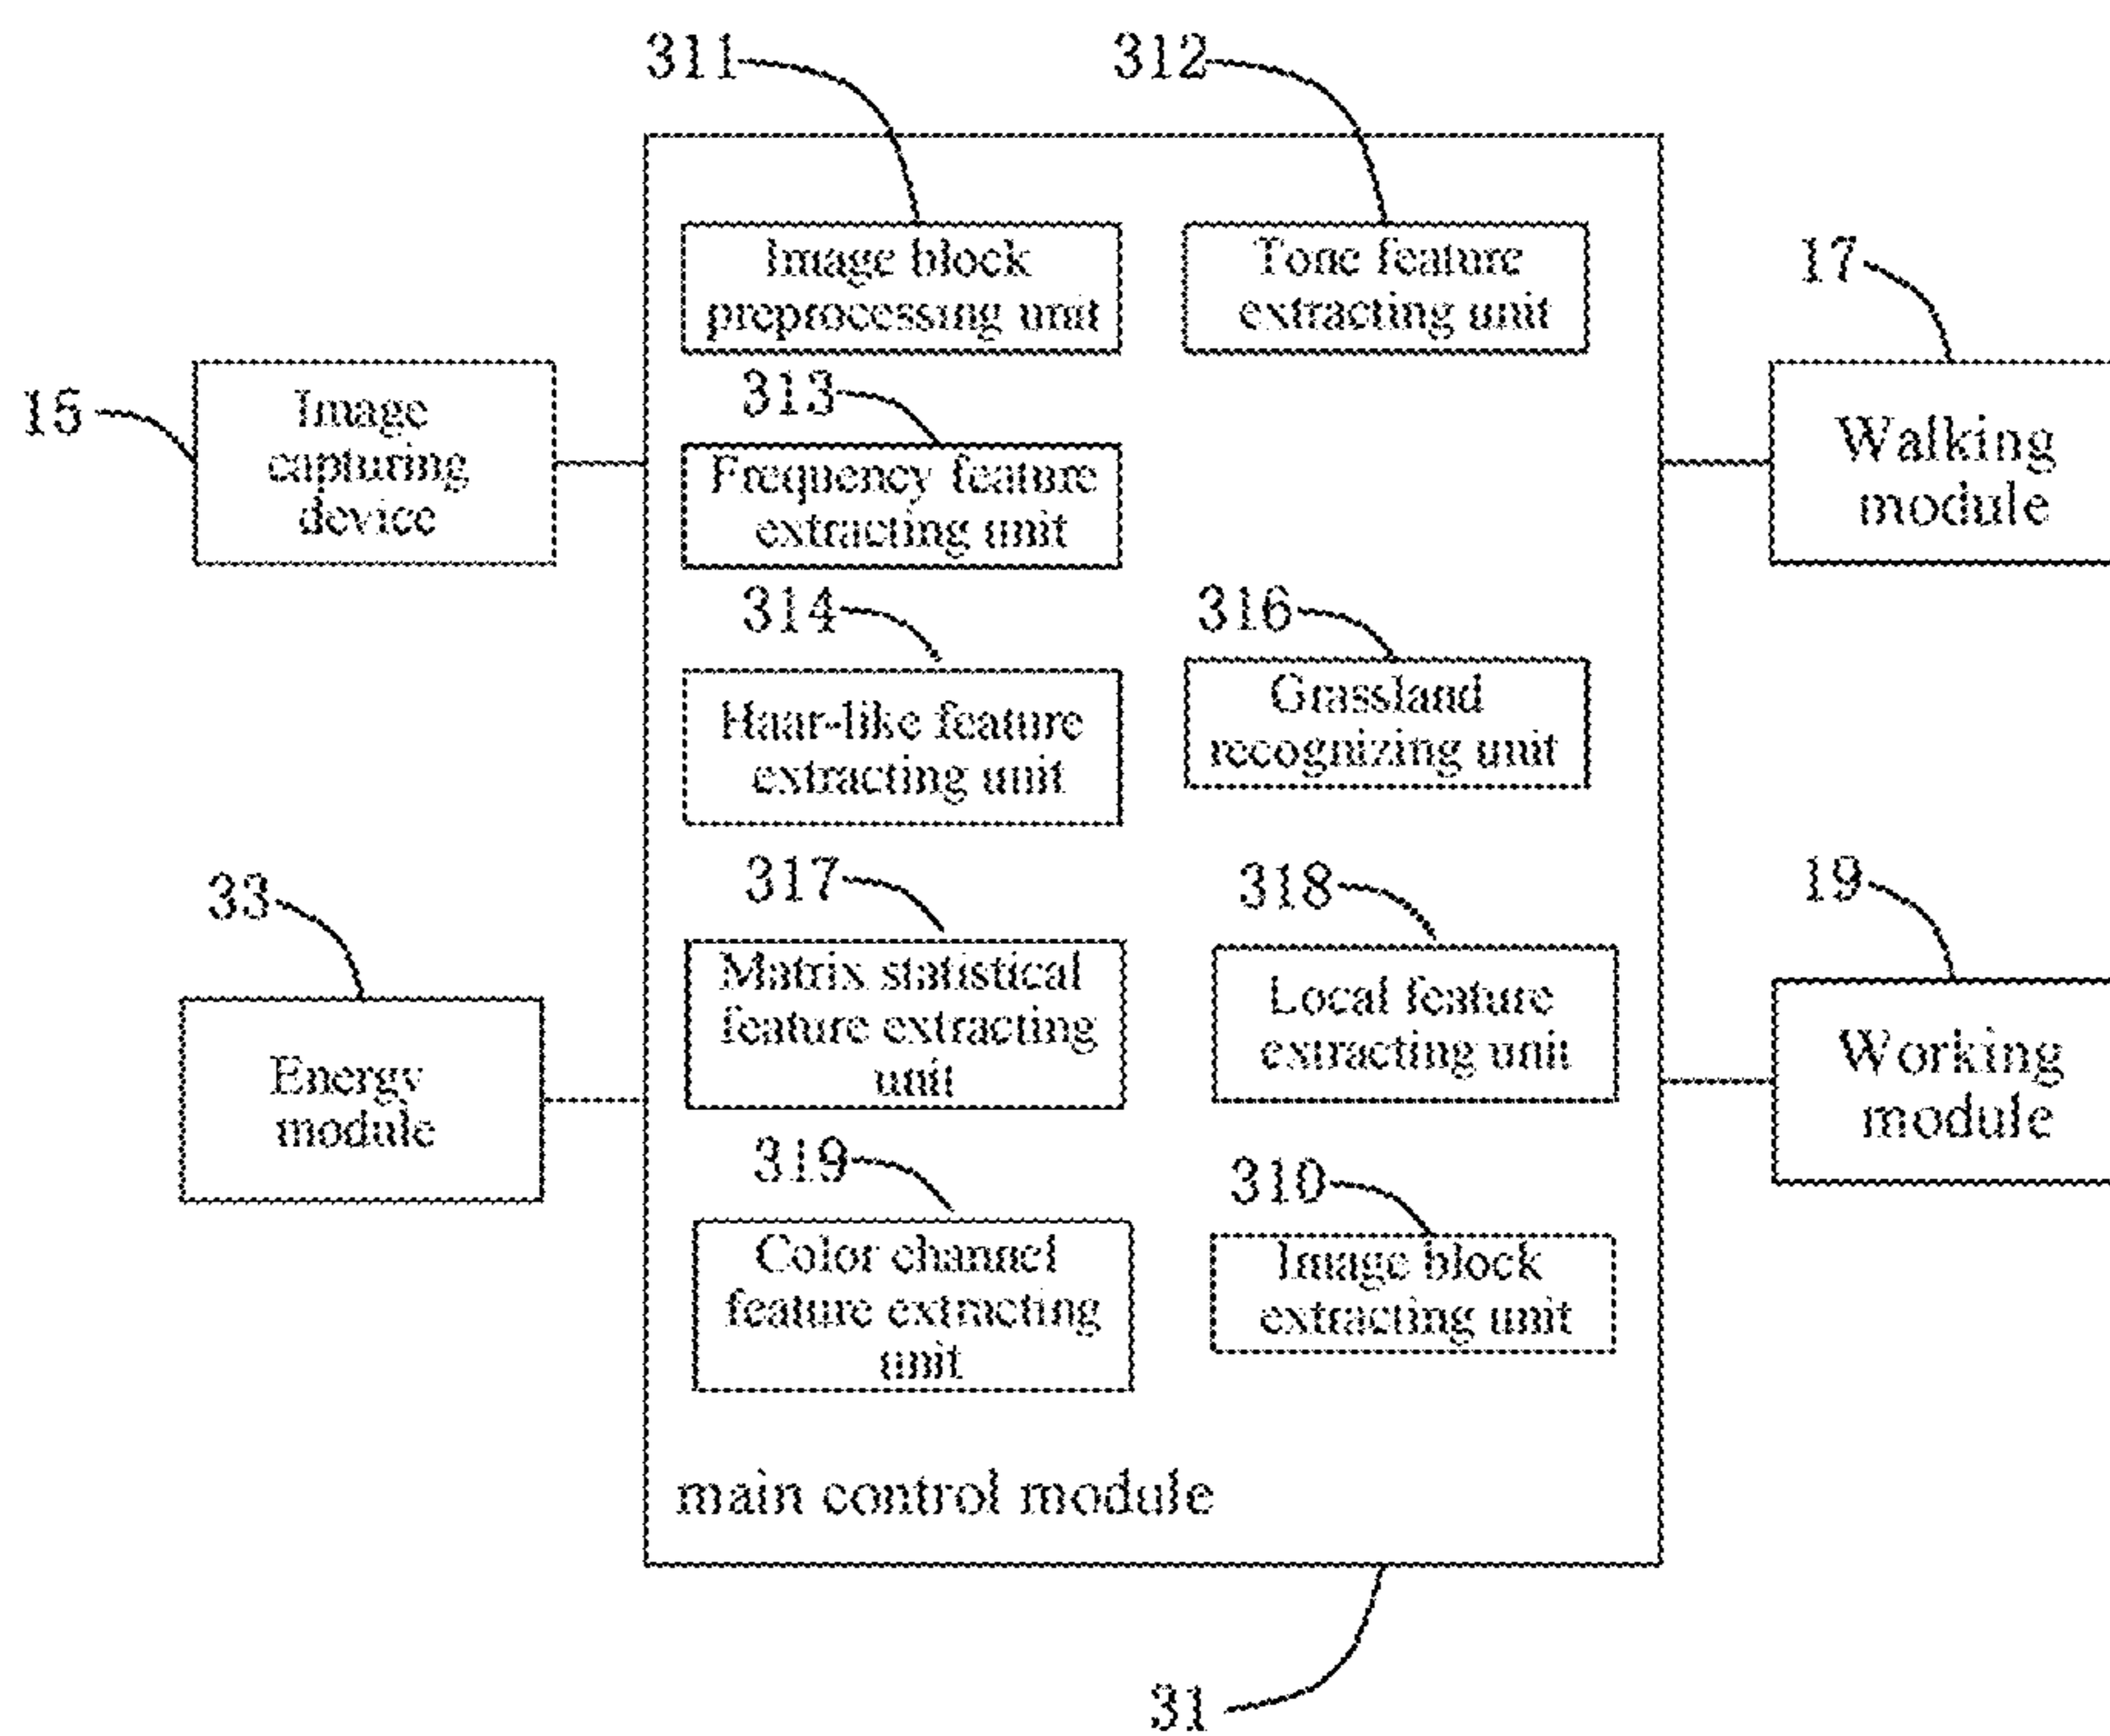 311
312
Image block
preprocessing unit
Tone feature
extracting unit
17
15
Image
capturing
device
313
Frequency feature
extracting unit
Walking
module
314
Haar-like feature
extracting unit
316
Grassland
recognizing unit
33
Energy
module
317
Matrix statistical
feature extracting
unit
318
Local feature
extracting unit
19
Working
module
319
Color channel
feature extracting
unit
310
Image block
extracting unit
main control module
31